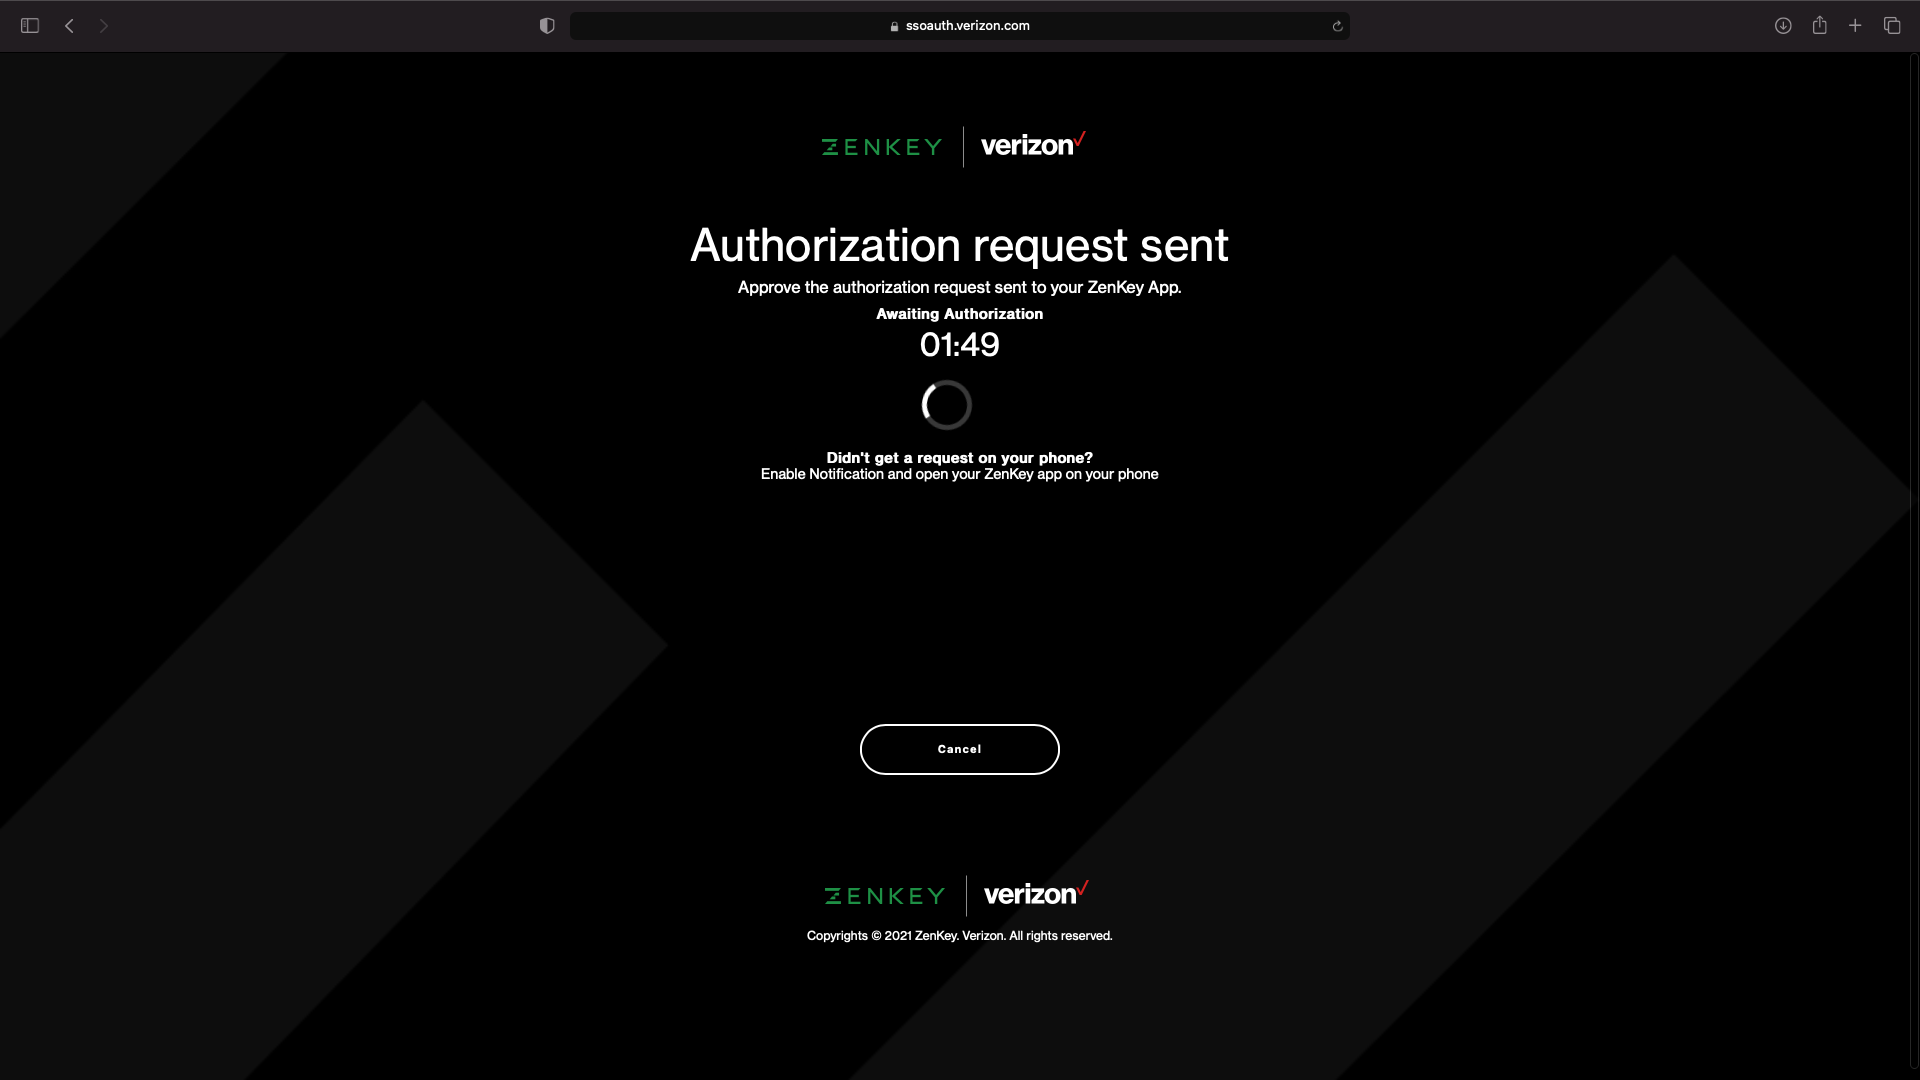 ssoauth.verizon.com
ZENKEY verizon
Authorization request sent
Approve the authorization request sent to your ZenKey App.
Awaiting Authorization
01:49
Didn't get a request on your phone?
Enable Notification and open your ZenKey app on your phone
Cancel
ZENKEY verizon
Copyrights © 2021 ZenKey. Verizon. All rights reserved.